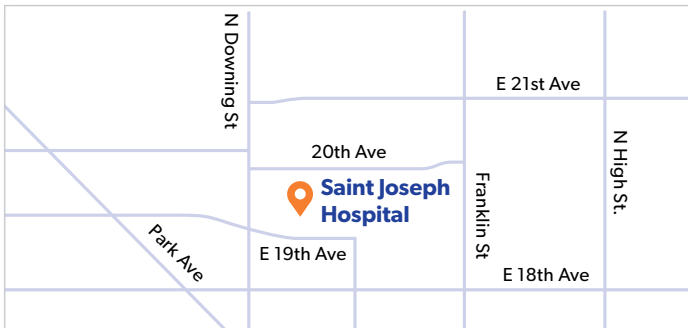 N Downing St
E 21st Ave
20th Ave
N High St.
Saint Joseph
Hospital
Franklin St
Park Ave
E 19th Ave
E 18th Ave